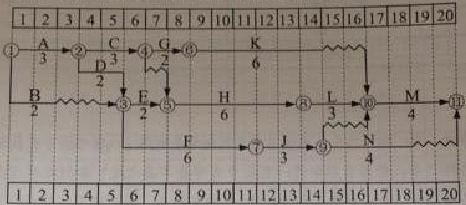 1 2 3 4 5 6 7 8 9 10 11 12 13 14 15 16 17 18 19 20
① A ② C ④ G ⑥ K
3 3 2 6
D
2
B ③ E ⑤ H ⑧ L ⑩ M ⑪
2 2 6 3 4
F ⑦ J ⑨ N
6 3 4
1 2 3 4 5 6 7 8 9 10 11 12 13 14 15 16 17 18 19 20